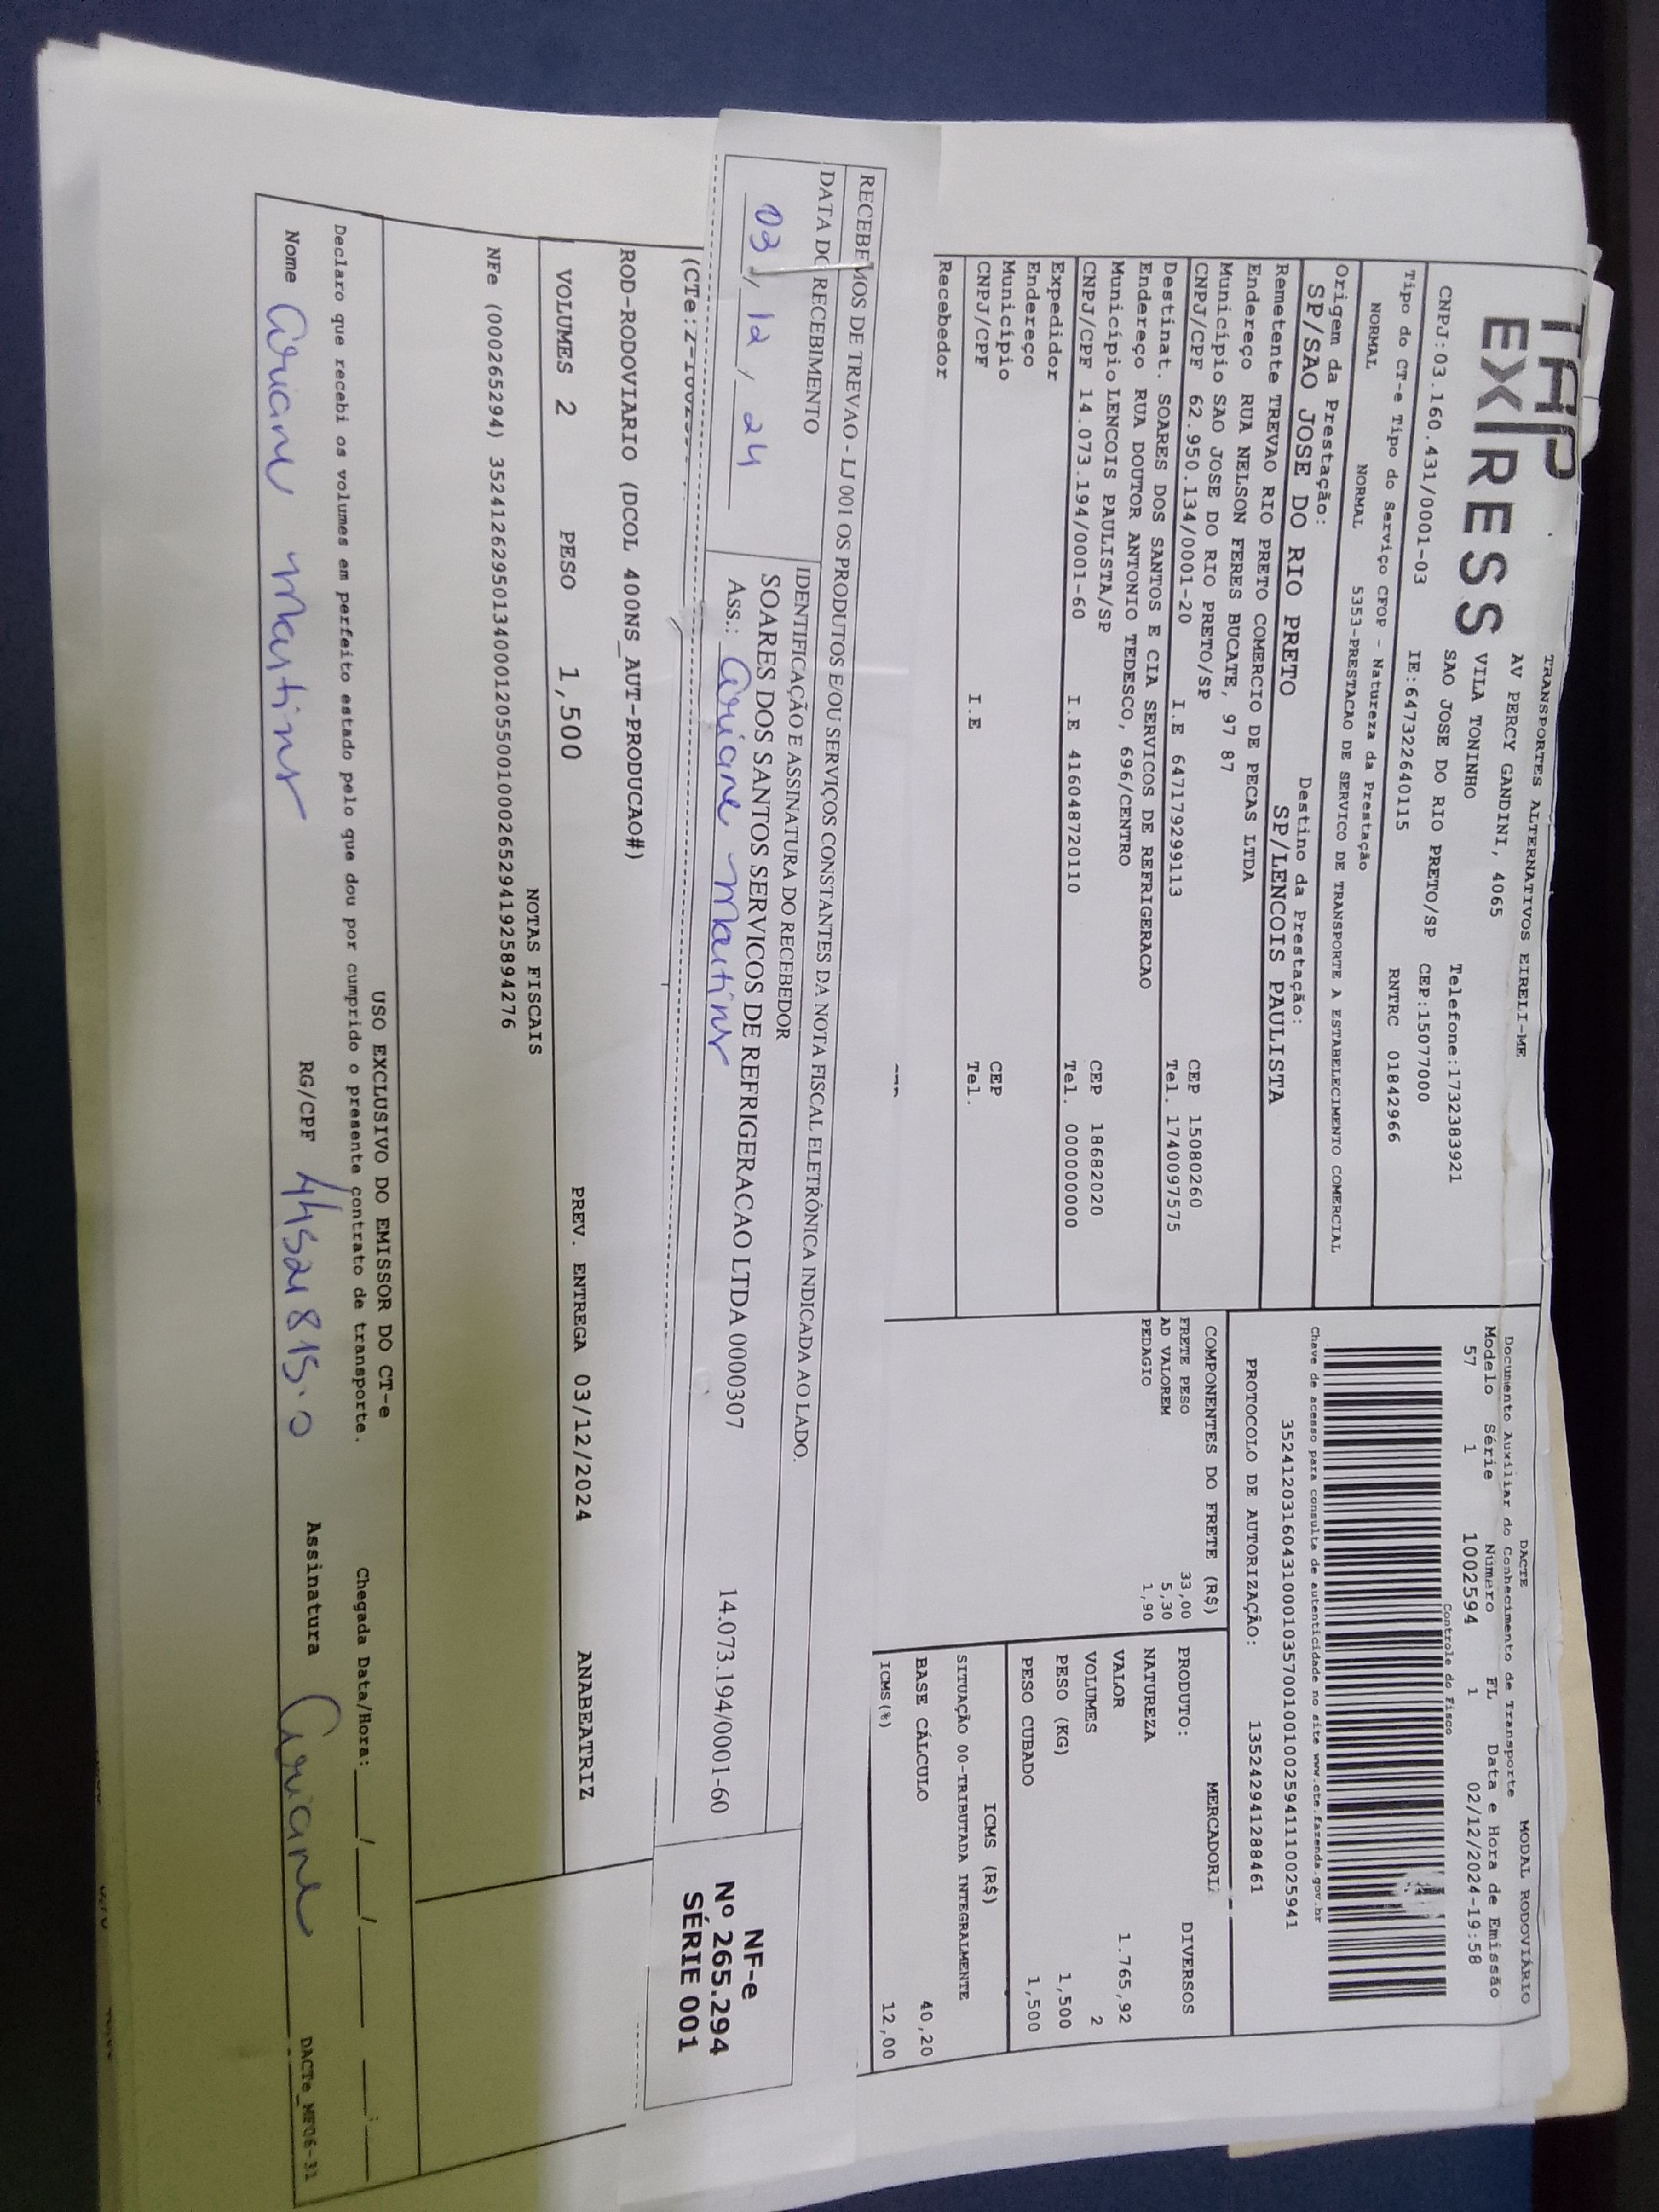 TAP
EXPRESS
TRANSPORTES ALTERNATIVOS EIRELI-ME
AV PERCY GANDINI, 4065
VILA TONINHO
SAO JOSE DO RIO PRETO/SP
Telefone:1732383921
CEP:15077000
CNPJ:03.160.431/0001-03 IE:647322640115 RNTRC 01842966
Tipo do CT-e Tipo do Serviço CFOP - Natureza da Prestação
NORMAL NORMAL 5353-PRESTACAO DE SERVICO DE TRANSPORTE A ESTABELECIMENTO COMERCIAL
Origem da Prestação: Destino da Prestação:
SP/SAO JOSE DO RIO PRETO SP/LENCOIS PAULISTA
Remetente TREVAO RIO PRETO COMERCIO DE PECAS LTDA
Endereço RUA NELSON FERES BUCATE, 97 87
Município SAO JOSE DO RIO PRETO/SP CEP 15080260
CNPJ/CPF 62.950.134/0001-20 I.E 647179299113 Tel. 1740097575
Destinat. SOARES DOS SANTOS E CIA SERVICOS DE REFRIGERACAO
Endereço RUA DOUTOR ANTONIO TEDESCO, 696/CENTRO
Município LENCOIS PAULISTA/SP CEP 18682020
CNPJ/CPF 14.073.194/0001-60 I.E 416048720110 Tel. 000000000
Expedidor
Endereço
Município CEP
CNPJ/CPF I.E Tel.
Recebedor
DACTE MODAL RODOVIÁRIO
Documento Auxiliar do Conhecimento de Transporte
Modelo Série Número FL Data e Hora de Emissão
57 1 1002594 1 02/12/2024-19:58
Controle do Fisco
Chave de acesso para consulta de autenticidade no site www.cte.fazenda.gov.br
35241203160431000103570010010025941110025941
PROTOCOLO DE AUTORIZAÇÃO: 135242941288461
COMPONENTES DO FRETE (R$)
FRETE PESO 33,00
AD VALOREM 5,30
PEDAGIO 1,90
MERCADORI
PRODUTO: DIVERSOS
NATUREZA
VALOR 1.765,92
VOLUMES 2
PESO (KG) 1,500
PESO CUBADO 1,500
ICMS (R$)
SITUAÇÃO 00-TRIBUTADA INTEGRALMENTE
BASE CÁLCULO 40,20
ICMS(%) 12,00
RECEBEMOS DE TREVAO - LJ 001 OS PRODUTOS E/OU SERVIÇOS CONSTANTES DA NOTA FISCAL ELETRÔNICA INDICADA AO LADO.
DATA DO RECEBIMENTO IDENTIFICAÇÃO E ASSINATURA DO RECEBEDOR
SOARES DOS SANTOS SERVICOS DE REFRIGERACAO LTDA 0000307 14.073.194/0001-60
03/12/24 Ass.: Ariane Martins
NF-e
Nº 265.294
SÉRIE 001
ROD-RODOVIARIO (DCOL 400NS_AUT-PRODUCAO#)
VOLUMES 2 PESO 1,500 PREV. ENTREGA 03/12/2024 ANABEATRIZ
NOTAS FISCAIS
NFe (000265294) 35241262950134000120550010002652941925894276
USO EXCLUSIVO DO EMISSOR DO CT-e
Declaro que recebi os volumes em perfeito estado pelo que dou por cumprido o presente contrato de transporte. Chegada Data/Hora: ___/___/___ ___:___
Nome Ariane Martins RG/CPF 44521815.0 Assinatura Ariane
DACTe_MF06-31